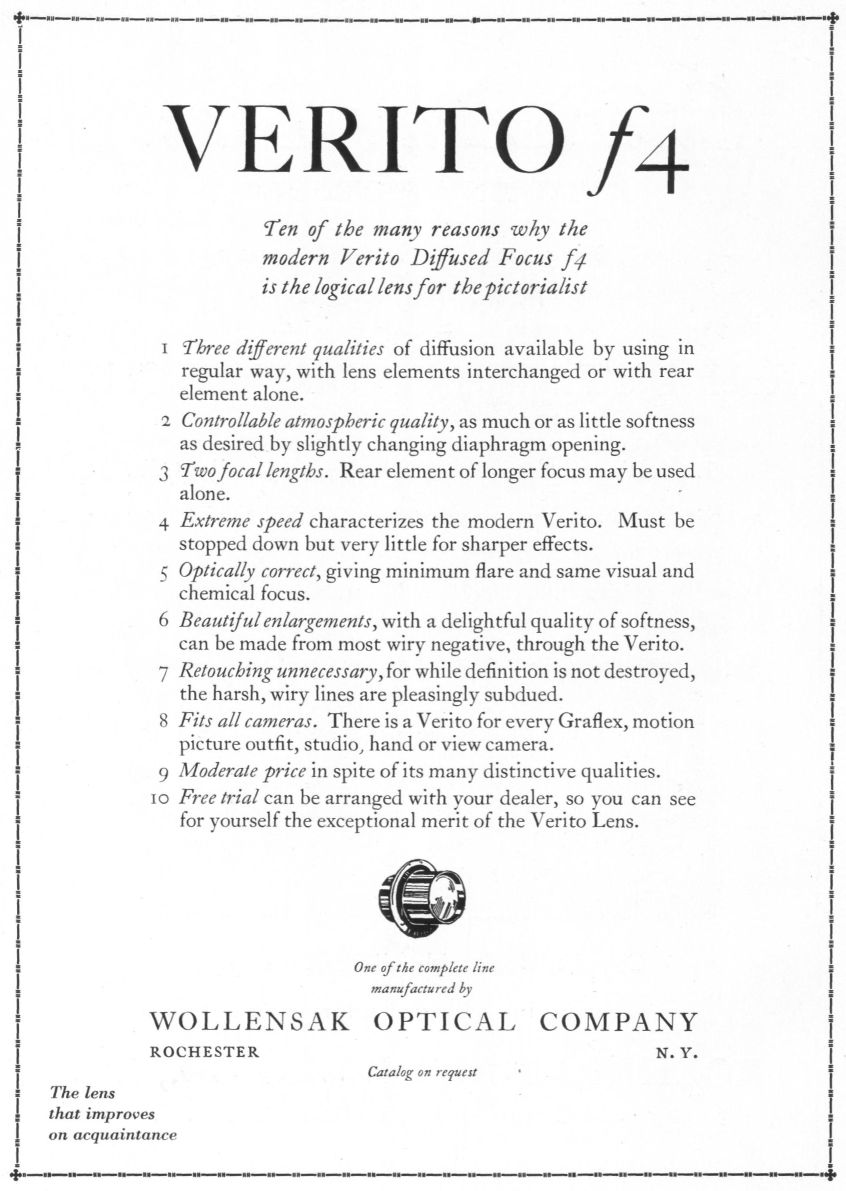 VERITO f4
Ten of the many reasons why the
modern Verito Diffused Focus f4
is the logical lens for the pictorialist
1 Three different qualities of diffusion available by using in
regular way, with lens elements interchanged or with rear
element alone.
2 Controllable atmospheric quality, as much or as little softness
as desired by slightly changing diaphragm opening.
3 Two focal lengths. Rear element of longer focus may be used
alone.
4 Extreme speed characterizes the modern Verito. Must be
stopped down but very little for sharper effects.
5 Optically correct, giving minimum flare and same visual and
chemical focus.
6 Beautiful enlargements, with a delightful quality of softness,
can be made from most wiry negative, through the Verito.
7 Retouching unnecessary, for while definition is not destroyed,
the harsh, wiry lines are pleasingly subdued.
8 Fits all cameras. There is a Verito for every Graflex, motion
picture outfit, studio, hand or view camera.
9 Moderate price in spite of its many distinctive qualities.
10 Free trial can be arranged with your dealer, so you can see
for yourself the exceptional merit of the Verito Lens.
One of the complete line
manufactured by
WOLLENSAK OPTICAL COMPANY
ROCHESTER N. Y.
Catalog on request
The lens
that improves
on acquaintance